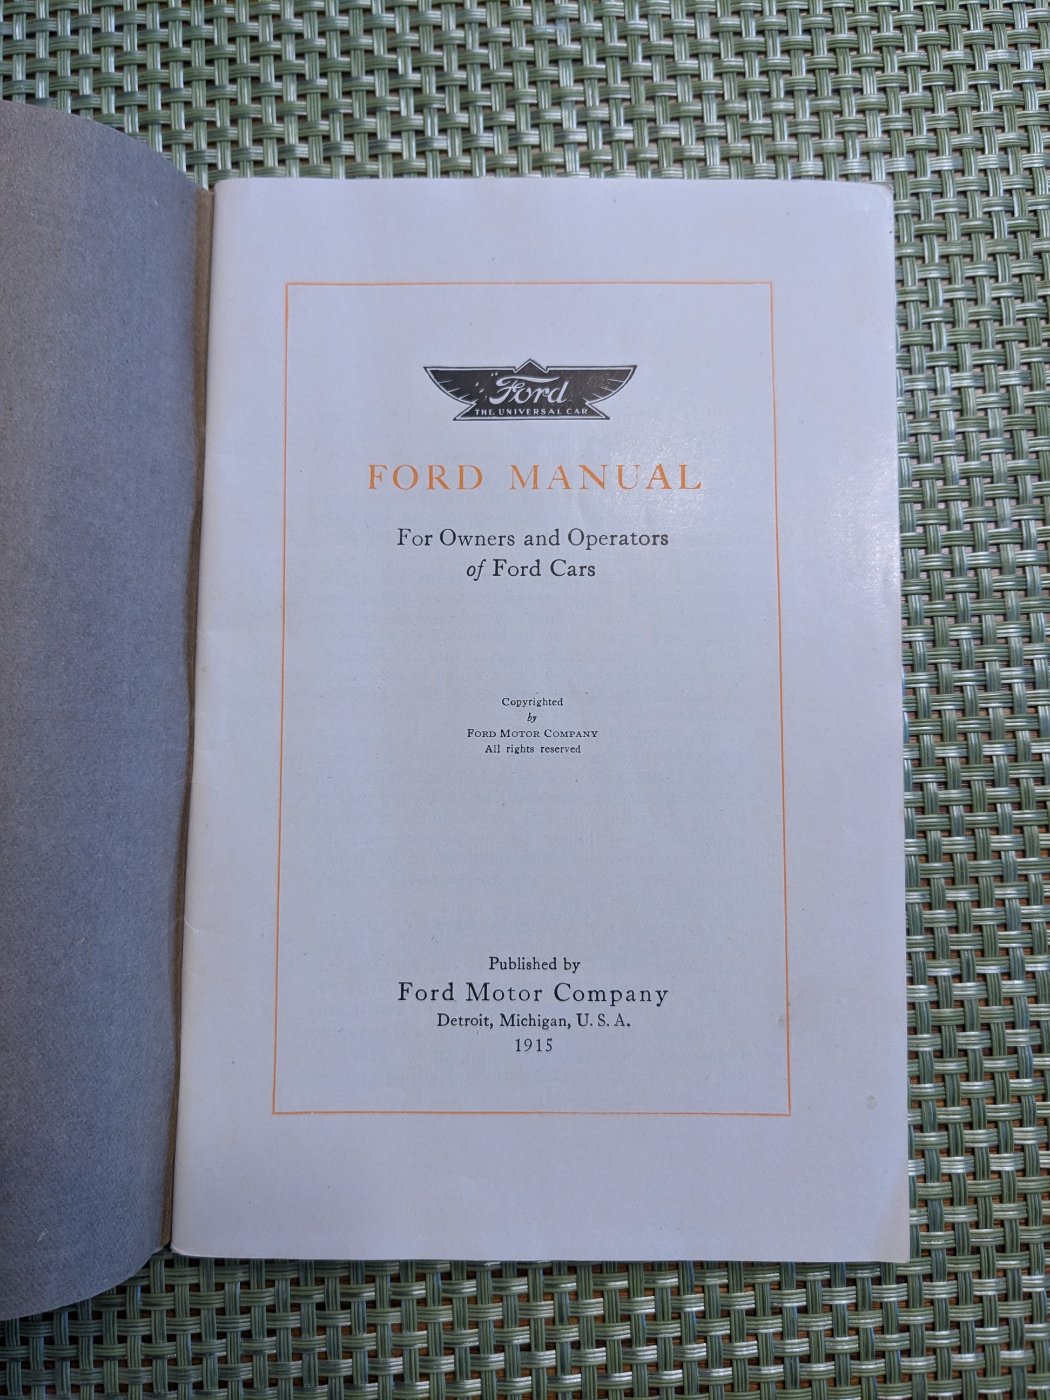 Ford
THE UNIVERSAL CAR
FORD MANUAL
For Owners and Operators
of Ford Cars
Copyrighted
by
FORD MOTOR COMPANY
All rights reserved
Published by
Ford Motor Company
Detroit, Michigan, U. S. A.
1915